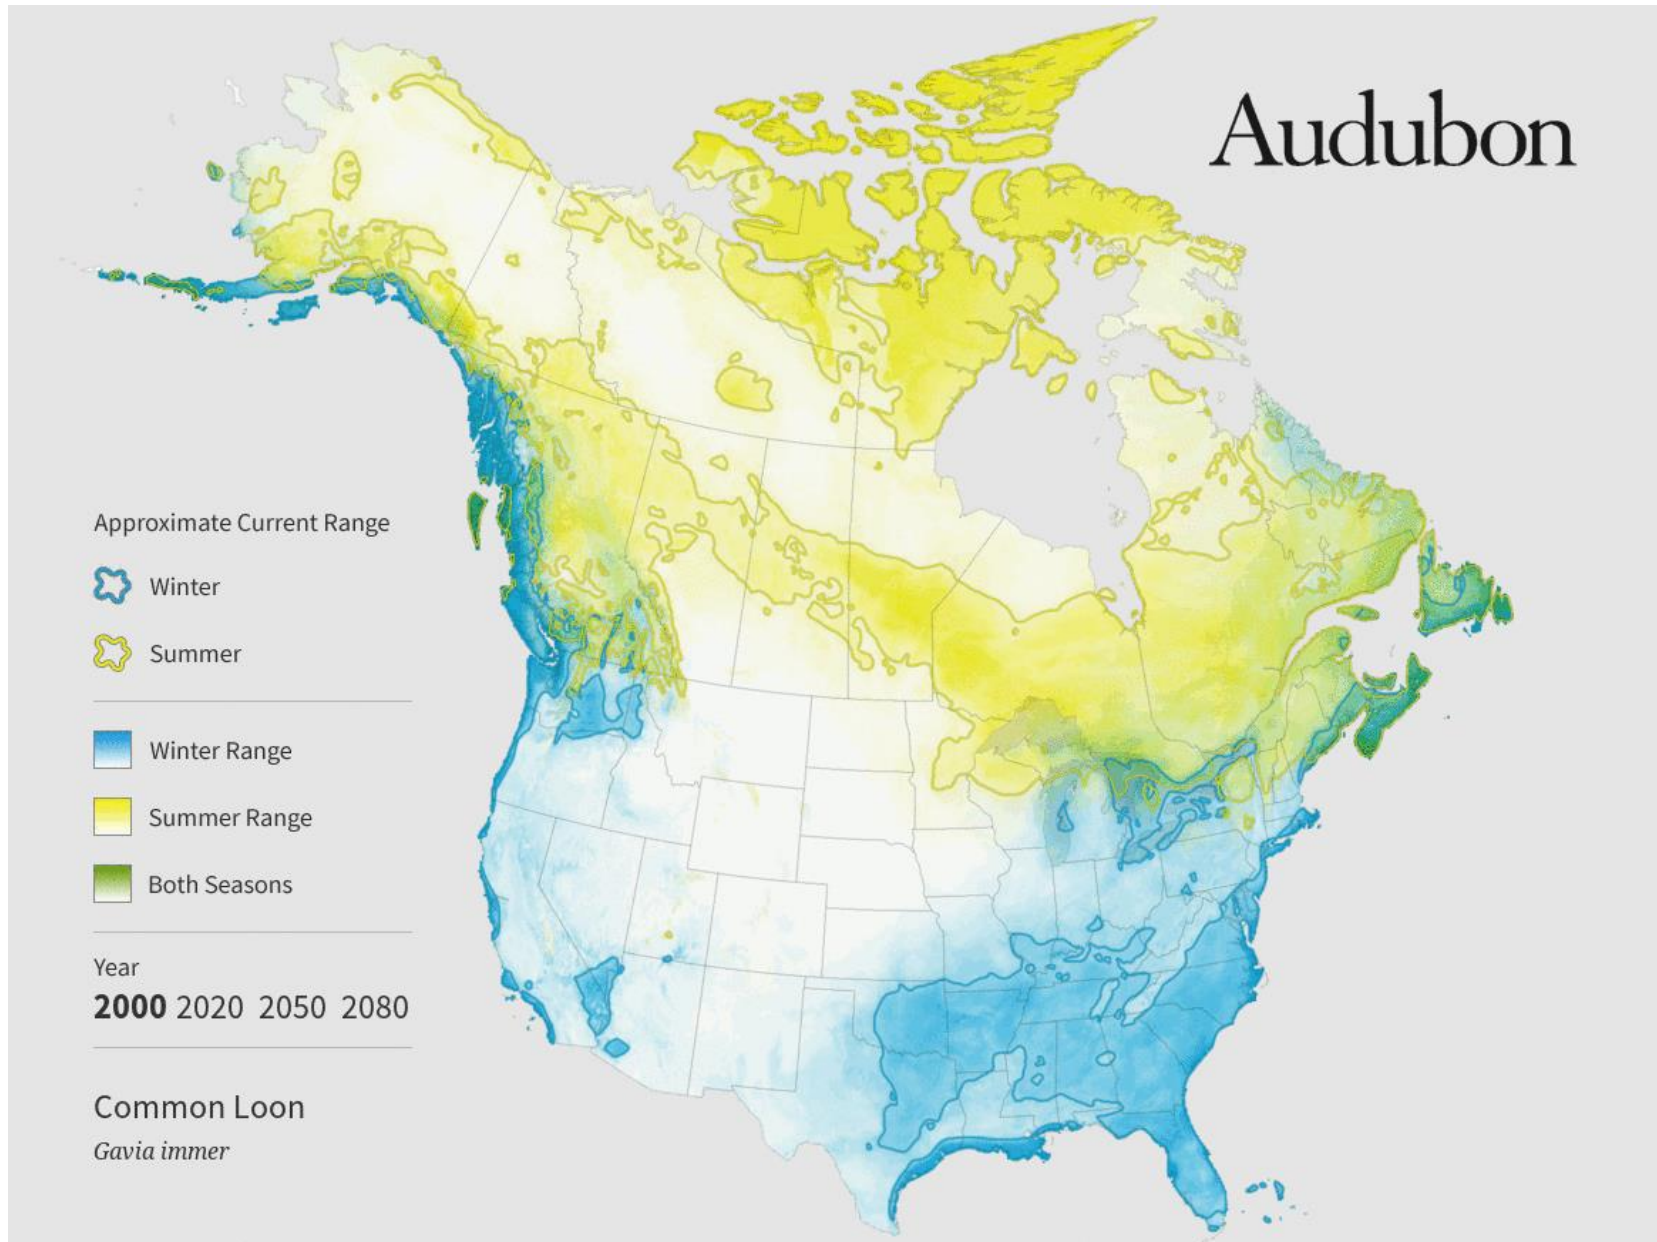 Audubon
Approximate Current Range
Winter
Summer
Winter Range
Summer Range
Both Seasons
Year
2000 2020 2050 2080
Common Loon
Gavia immer